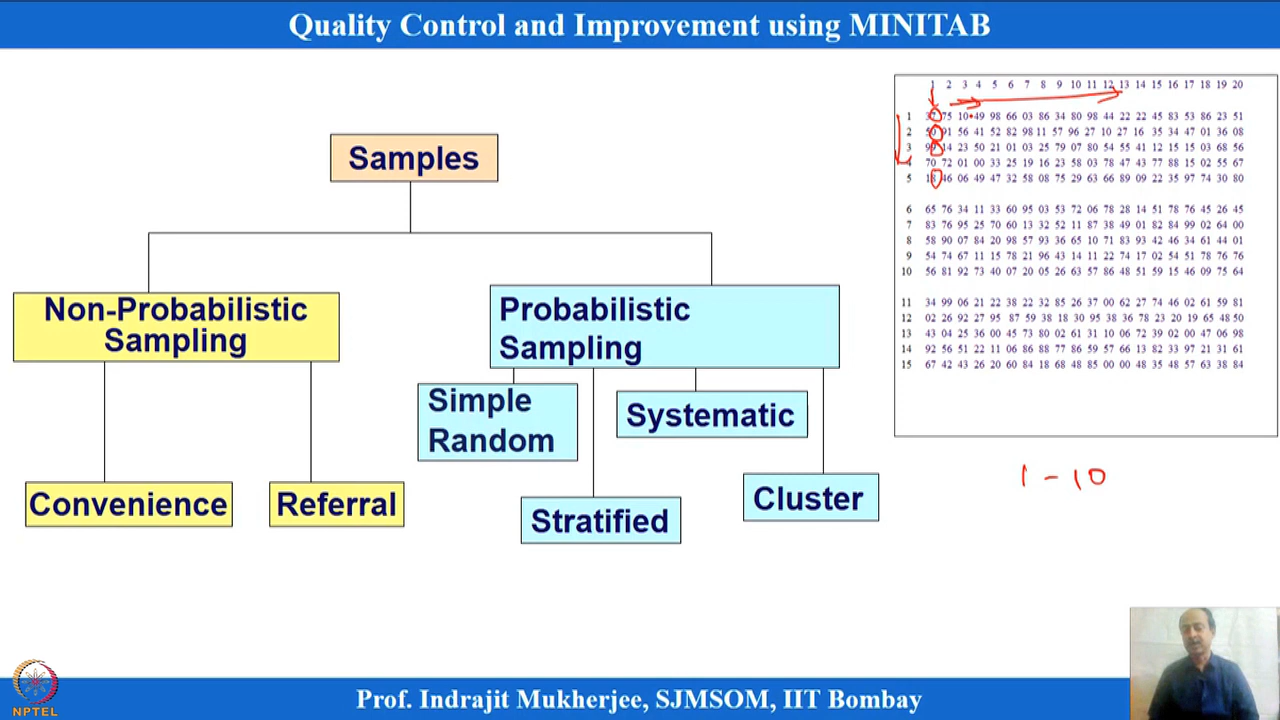 Quality Control and Improvement using MINITAB
Samples
Non-Probabilistic
Sampling
Probabilistic
Sampling
Simple
Random
Systematic
Convenience
Referral
Stratified
Cluster
1 2 3 4 5 6 7 8 9 10 11 12 13 14 15 16 17 18 19 20
1 37 75 10 49 98 66 03 86 34 80 98 44 22 22 45 83 53 86 23 51
2 50 91 56 41 52 82 98 11 57 96 27 10 27 16 35 34 47 01 36 08
3 99 14 23 50 21 01 03 25 79 07 80 54 55 41 12 15 15 03 68 56
4 70 72 01 00 33 25 19 16 23 58 03 78 47 43 77 88 15 02 55 67
5 18 46 06 49 47 32 58 08 75 29 63 66 89 09 22 35 97 74 30 80
6 65 76 34 11 33 60 95 03 53 72 06 78 28 14 51 78 76 45 26 45
7 83 76 95 25 70 60 13 32 52 11 87 38 49 01 82 84 99 02 64 00
8 58 90 07 84 20 98 57 93 36 65 10 71 83 93 42 46 34 61 44 01
9 54 74 67 11 15 78 21 96 43 14 11 22 74 17 02 54 51 78 76 76
10 56 81 92 73 40 07 20 05 26 63 57 86 48 51 59 15 46 09 75 64
11 34 99 06 21 22 38 22 32 85 26 37 00 62 27 74 46 02 61 59 81
12 02 26 92 27 95 87 59 38 18 30 95 38 36 78 23 20 19 65 48 50
13 43 04 25 36 00 45 73 80 02 61 31 10 06 72 39 02 00 47 06 98
14 92 56 51 22 11 06 86 88 77 86 59 57 66 13 82 33 97 21 31 61
15 67 42 43 26 20 60 84 18 68 48 85 00 00 48 35 48 57 63 38 84
1 - 10
NPTEL
Prof. Indrajit Mukherjee, SJMSOM, IIT Bombay